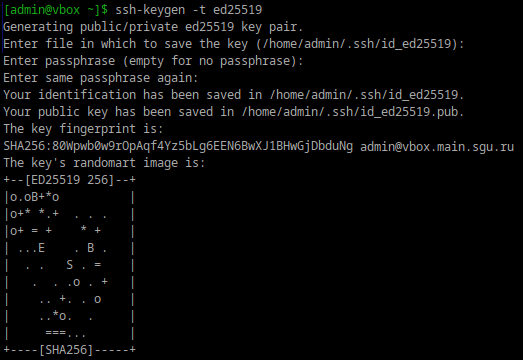 [admin@vbox ~]$ ssh-keygen -t ed25519
Generating public/private ed25519 key pair.
Enter file in which to save the key (/home/admin/.ssh/id_ed25519):
Enter passphrase (empty for no passphrase):
Enter same passphrase again:
Your identification has been saved in /home/admin/.ssh/id_ed25519.
Your public key has been saved in /home/admin/.ssh/id_ed25519.pub.
The key fingerprint is:
SHA256:80Wpwb0w9rOpAqf4Yz5bLg6EEN6BwXJ1BHwGjDbduNg admin@vbox.main.sgu.ru
The key's randomart image is:
+--[ED25519 256]--+
|o.oB+*o          |
|o+* *.+  . . .   |
|o+ = +    * +    |
| ...E    . B .   |
|  . .   S . =    |
|   .  . .o . +   |
|    .. +. . o    |
|    ..*o.  .     |
|     ===...      |
+----[SHA256]-----+